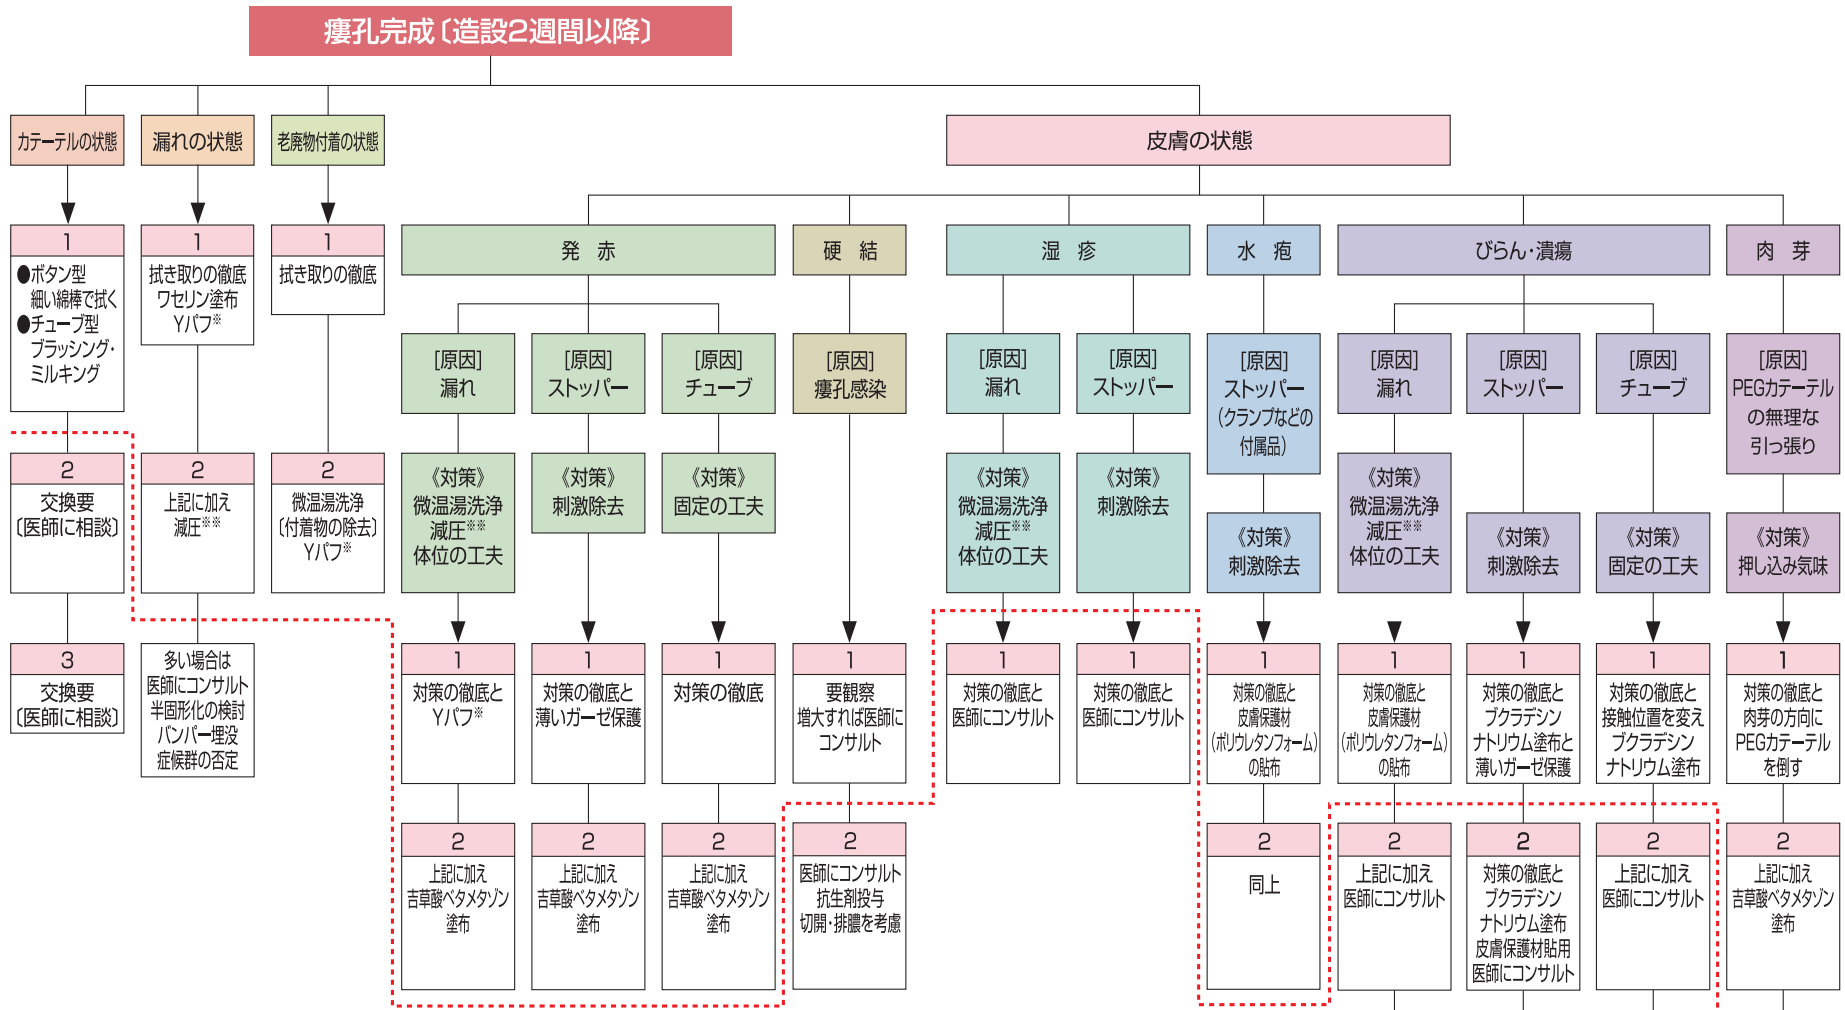 瘻孔完成〔造設2週間以降〕
カテーテルの状態
漏れの状態
老廃物付着の状態
皮膚の状態
1
●ボタン型
細い綿棒で拭く
●チューブ型
ブラッシング・
ミルキング
2
交換要
〔医師に相談〕
3
交換要
〔医師に相談〕
1
拭き取りの徹底
ワセリン塗布
Yパフ※
2
上記に加え
減圧※※
多い場合は
医師にコンサルト
半固形化の検討
バンパー埋没
症候群の否定
1
拭き取りの徹底
2
微温湯洗浄
〔付着物の除去〕
Yパフ※
発 赤
[原因]
漏れ
《対策》
微温湯洗浄
減圧※※
体位の工夫
1
対策の徹底と
Yパフ※
2
上記に加え
吉草酸ベタメタゾン
塗布
[原因]
ストッパー
《対策》
刺激除去
1
対策の徹底と
薄いガーゼ保護
2
上記に加え
吉草酸ベタメタゾン
塗布
[原因]
チューブ
《対策》
固定の工夫
1
対策の徹底
2
上記に加え
吉草酸ベタメタゾン
塗布
硬 結
[原因]
瘻孔感染
1
要観察
増大すれば医師に
コンサルト
2
医師にコンサルト
抗生剤投与
切開・排膿を考慮
湿 疹
[原因]
漏れ
《対策》
微温湯洗浄
減圧※※
体位の工夫
1
対策の徹底と
医師にコンサルト
[原因]
ストッパー
《対策》
刺激除去
1
対策の徹底と
医師にコンサルト
水 疱
[原因]
ストッパー
(クランプなどの
付属品)
《対策》
刺激除去
1
対策の徹底と
皮膚保護材
(ポリウレタンフォーム)
の貼布
2
同上
びらん・潰瘍
[原因]
漏れ
《対策》
微温湯洗浄
減圧※※
体位の工夫
1
対策の徹底と
皮膚保護材
(ポリウレタンフォーム)
の貼布
2
上記に加え
医師にコンサルト
[原因]
ストッパー
《対策》
刺激除去
1
対策の徹底と
ブクラデシン
ナトリウム塗布と
薄いガーゼ保護
2
対策の徹底と
ブクラデシン
ナトリウム塗布
皮膚保護材貼用
医師にコンサルト
[原因]
チューブ
《対策》
固定の工夫
1
対策の徹底と
接触位置を変え
ブクラデシン
ナトリウム塗布
2
上記に加え
医師にコンサルト
肉 芽
[原因]
PEGカテーテル
の無理な
引っ張り
《対策》
押し込み気味
1
対策の徹底と
肉芽の方向に
PEGカテーテル
を倒す
2
上記に加え
吉草酸ベタメタゾン
塗布